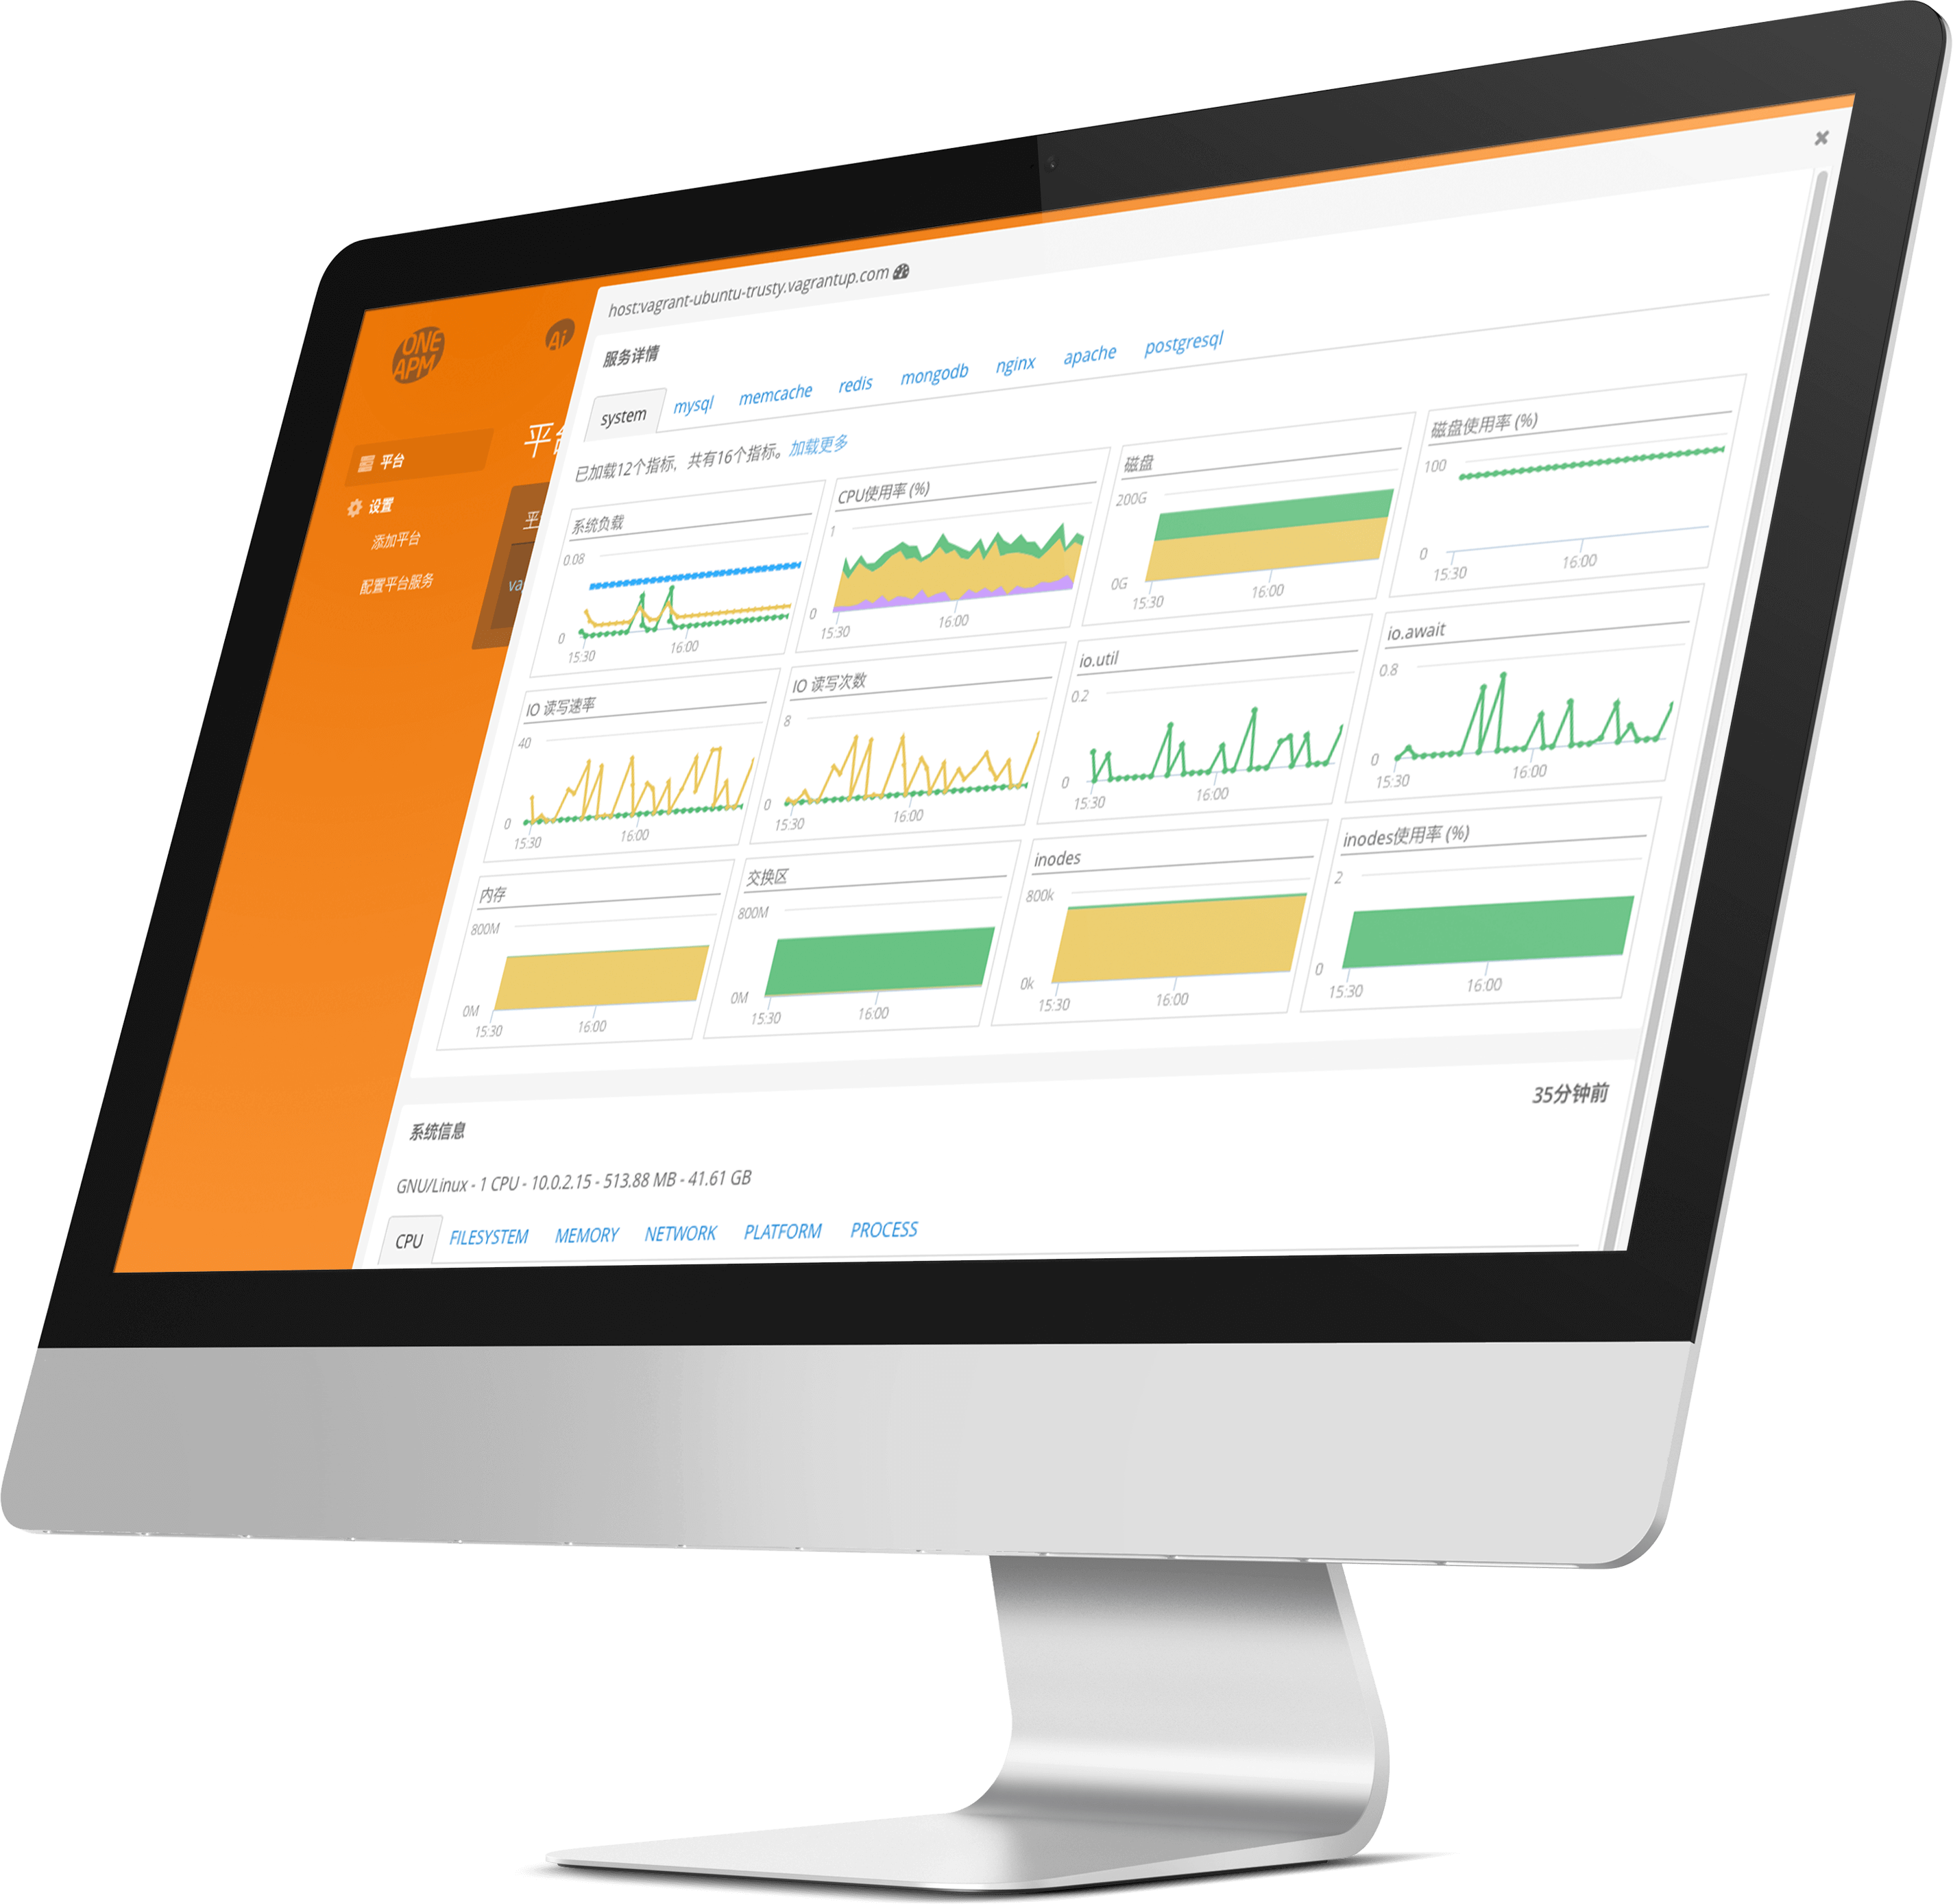 ONE
APM
Ai
平台
设置
添加平台
配置平台服务
host:vagrant-ubuntu-trusty.vagrantup.com
服务详情
system mysql memcache redis mongodb nginx apache postgresql
已加载12个指标, 共有16个指标。加载更多
系统负载
0.08
0
15:30 16:00
CPU使用率 (%)
1
0
15:30 16:00
磁盘
200G
0G
15:30 16:00
磁盘使用率 (%)
100
0
15:30 16:00
IO 读写速率
40
0
15:30 16:00
IO 读写次数
8
0
15:30 16:00
io.util
0.2
0
15:30 16:00
io.await
0.8
0
15:30 16:00
内存
800M
0M
15:30 16:00
交换区
800M
0M
15:30 16:00
inodes
800k
0k
15:30 16:00
inodes使用率 (%)
2
0
15:30 16:00
35分钟前
系统信息
GNU/Linux - 1 CPU - 10.0.2.15 - 513.88 MB - 41.61 GB
CPU FILESYSTEM MEMORY NETWORK PLATFORM PROCESS